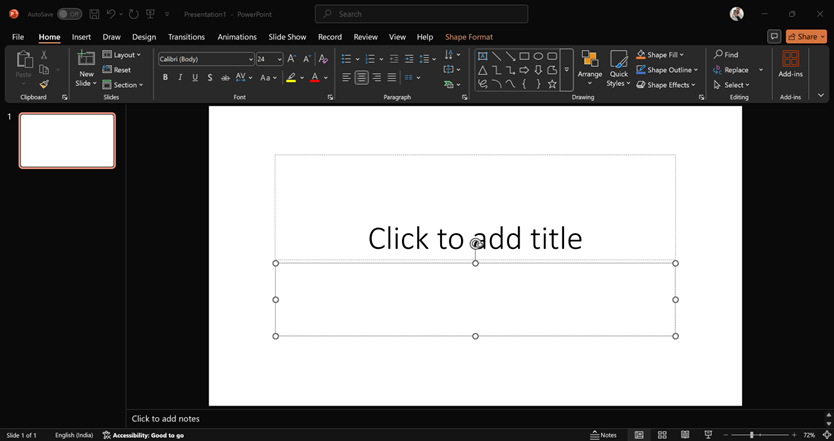 AutoSave Off Presentation1 - PowerPoint Search
File Home Insert Draw Design Transitions Animations Slide Show Record Review View Help Shape Format Share
Paste New Slide Layout Reset Section Calibri (Body) 24 B I U S ab AV Aa A A A A Arrange Quick Styles Shape Fill Shape Outline Shape Effects Find Replace Select Add-ins
Clipboard Slides Font Paragraph Drawing Editing Add-ins
1
Click to add title
Click to add notes
Slide 1 of 1 English (India) Accessibility: Good to go Notes 72%